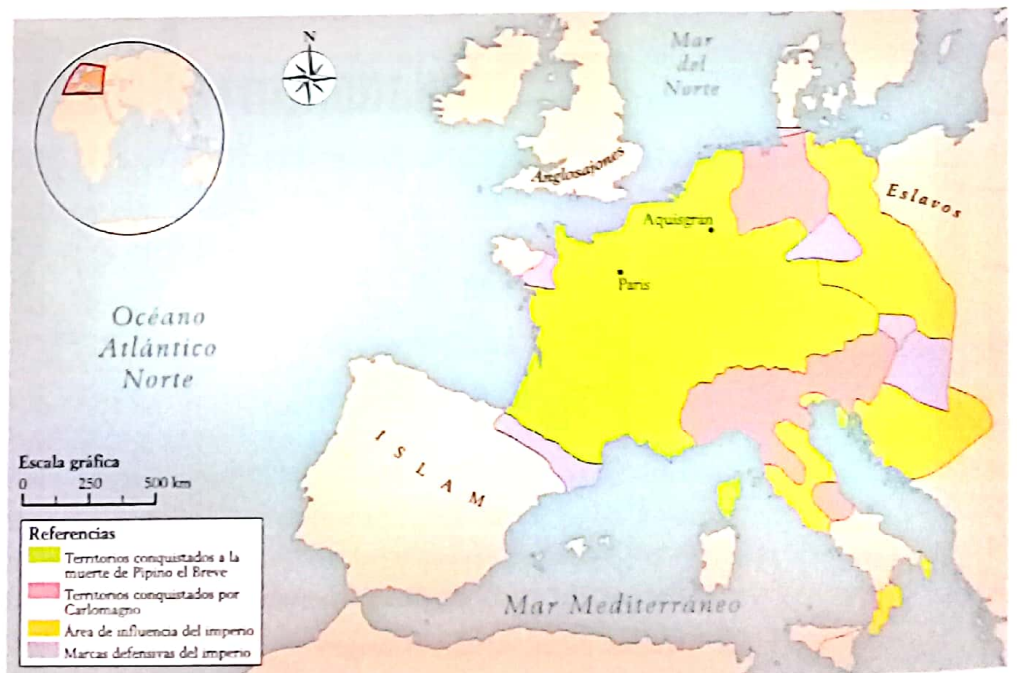 N
Mar
del
Norte
Anglosajones
Eslavos
Aquisgrán
París
Océano
Atlántico
Norte
ISLAM
Escala gráfica
0 250 500 km
Mar Mediterráneo
Referencias
Territorios conquistados a la
muerte de Pipino el Breve
Territorios conquistados por
Carlomagno
Área de influencia del imperio
Marcas defensivas del imperio